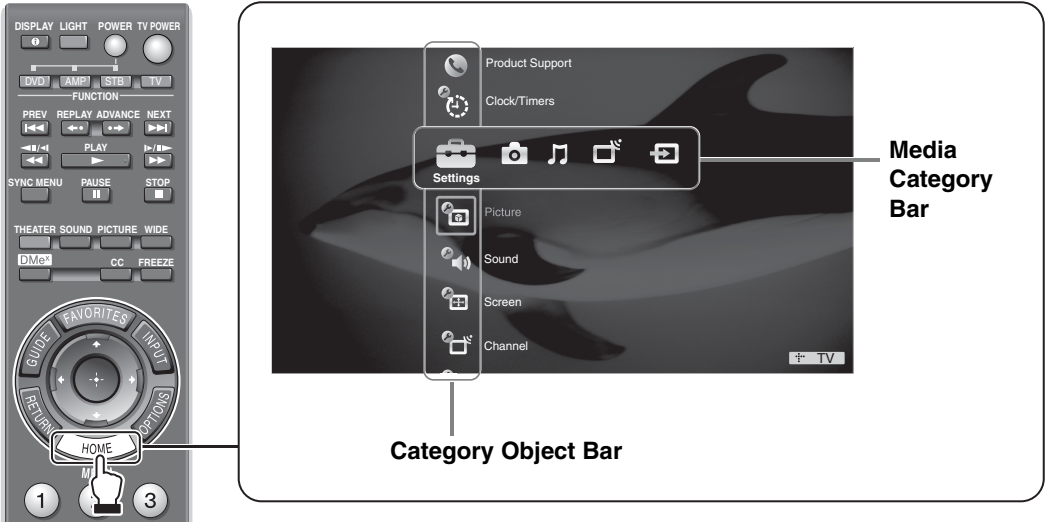 DISPLAY LIGHT POWER TV POWER
DVD AMP STB TV
FUNCTION
PREV REPLAY ADVANCE NEXT
PLAY
SYNC MENU PAUSE STOP
THEATER SOUND PICTURE WIDE
DMex CC FREEZE
FAVORITES
GUIDE INPUT
RETURN OPTIONS
HOME
1 3
Product Support
Clock/Timers
Settings
Picture
Sound
Screen
Channel
TV
Media
Category
Bar
Category Object Bar